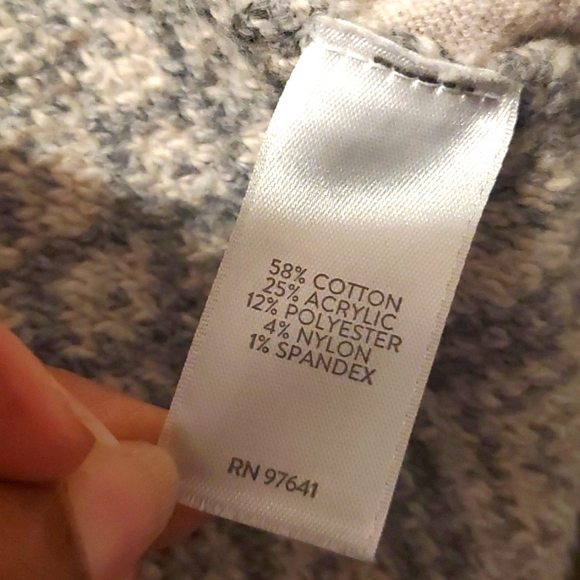 58% COTTON
25% ACRYLIC
12% POLYESTER
4% NYLON
1% SPANDEX
RN 97641